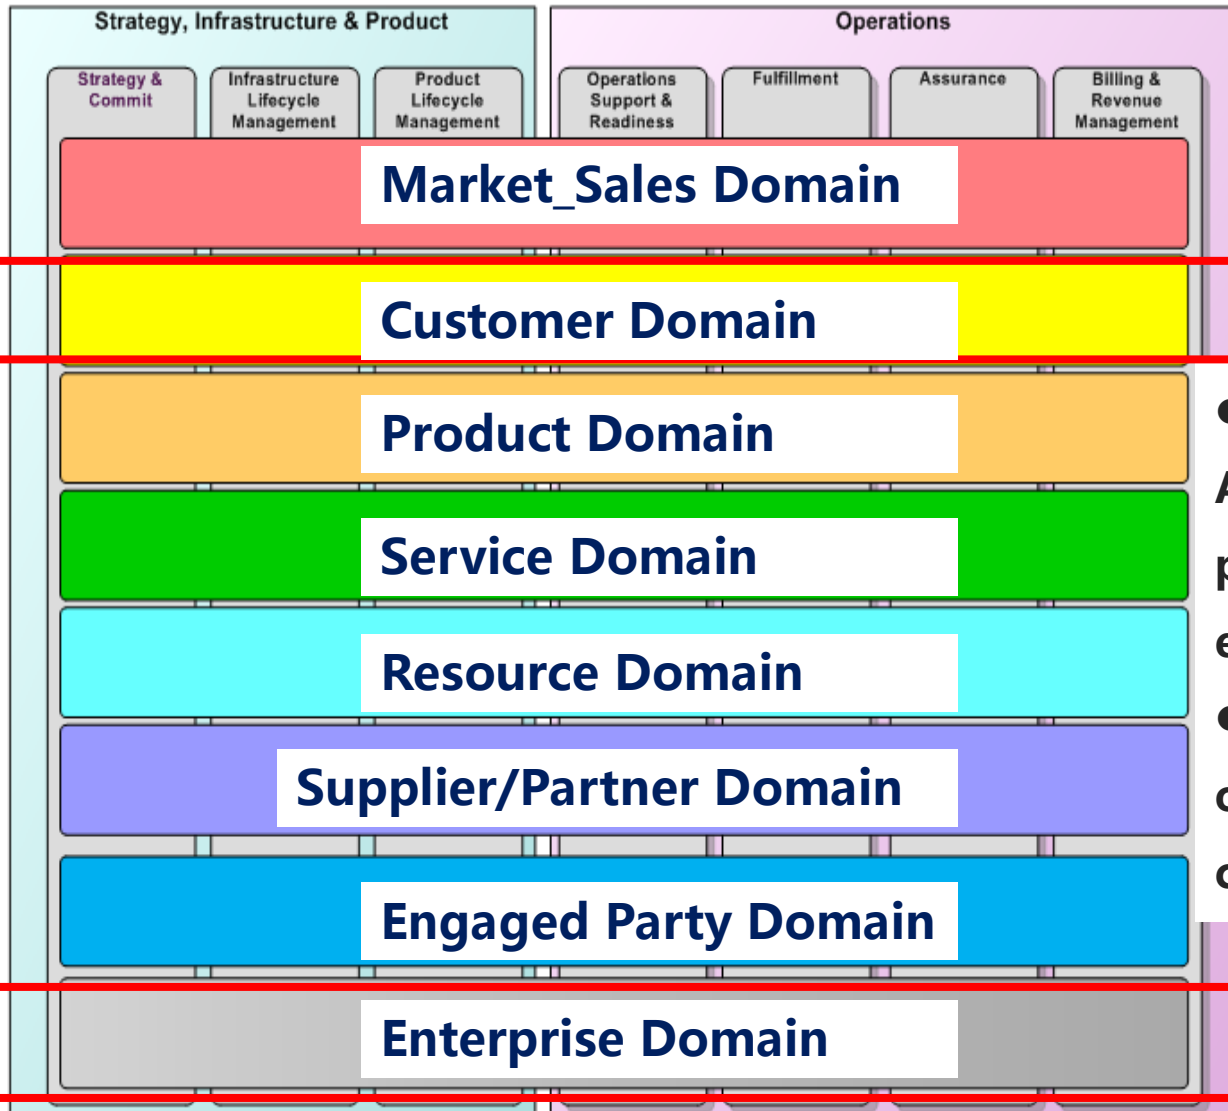 Strategy, Infrastructure & Product
Operations
Strategy &
Commit
Infrastructure
Lifecycle
Management
Product
Lifecycle
Management
Operations
Support &
Readiness
Fulfillment
Assurance
Billing &
Revenue
Management
Market_Sales Domain
Customer Domain
Product Domain
Service Domain
Resource Domain
Supplier/Partner Domain
Engaged Party Domain
Enterprise Domain